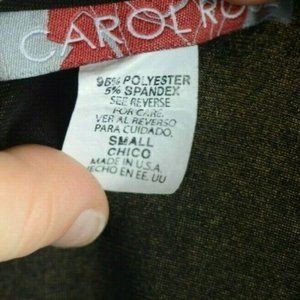 CAROL RO
95% POLYESTER
5% SPANDEX
SEE REVERSE
FOR CARE.
VER AL REVERSO
PARA CUIDADO.
SMALL
CHICO
MADE IN U.S.A.
HECHO EN EE. UU